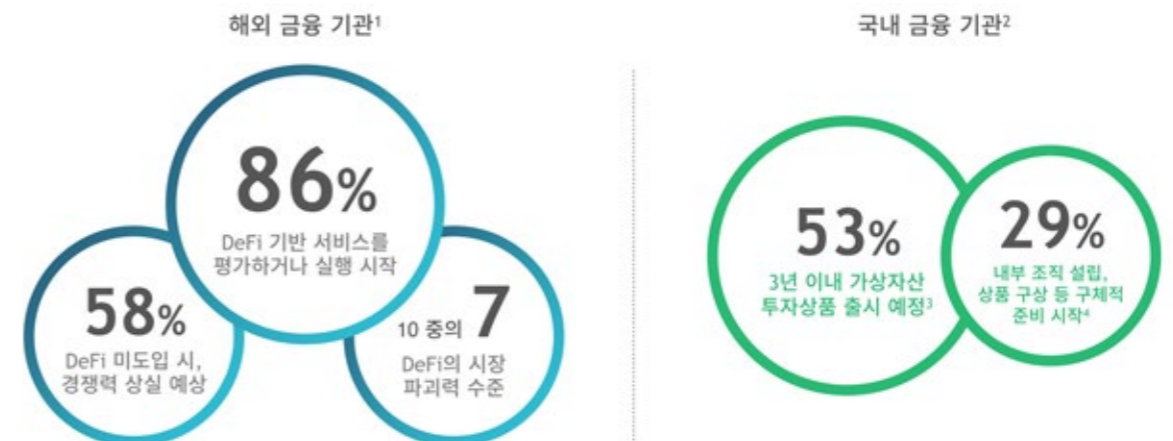 해외 금융 기관¹
86%
DeFi 기반 서비스를
평가하거나 실행 시작
58%
DeFi 미도입 시,
경쟁력 상실 예상
10 중의 7
DeFi의 시장
파괴력 수준
국내 금융 기관²
53%
3년 이내 가상자산
투자상품 출시 예정³
29%
내부 조직 설립,
상품 구상 등 구체적
준비 시작⁴